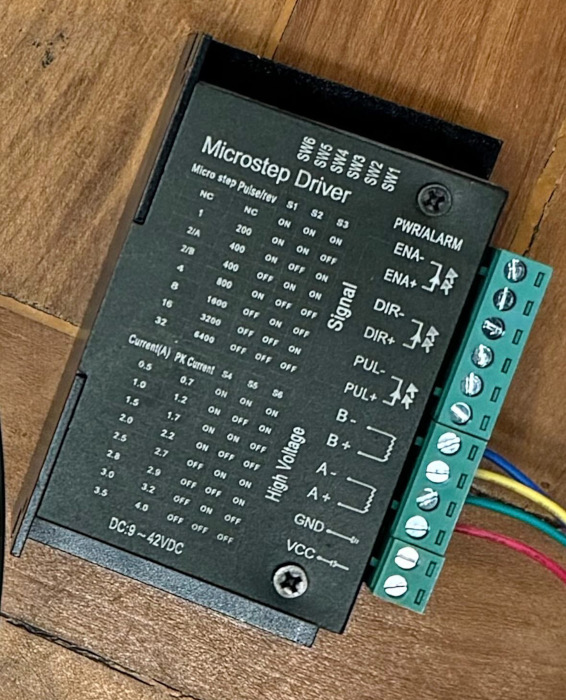 SW6
SW5
SW4
SW3
SW2
SW1
Microstep Driver
Micro step Pulse/rev S1 S2 S3
NC NC ON ON ON
1 200 ON ON OFF
2/A 400 ON OFF ON
2/B 400 OFF ON ON
4 800 ON OFF OFF
8 1600 OFF ON OFF
16 3200 OFF OFF ON
32 6400 OFF OFF OFF
Current(A) PK Current S4 S5 S6
0.5 0.7 ON ON ON
1.0 1.2 ON OFF ON
1.5 1.7 ON ON OFF
2.0 2.2 ON OFF OFF
2.5 2.7 OFF ON ON
2.8 2.9 OFF OFF ON
3.0 3.2 OFF ON OFF
3.5 4.0 OFF OFF OFF
DC:9~42VDC
Signal
High Voltage
PWR/ALARM
ENA-
ENA+
DIR-
DIR+
PUL-
PUL+
B-
B+
A-
A+
GND
VCC